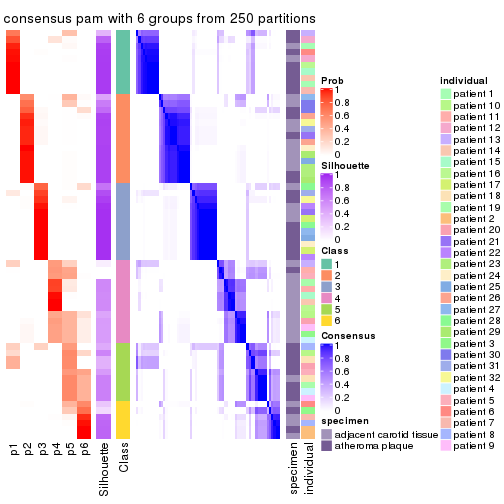 consensus pam with 6 groups from 250 partitions
Prob
1
0.8
0.6
0.4
0.2
0
Silhouette
1
0.8
0.6
0.4
0.2
0
Class
1
2
3
4
5
6
Consensus
1
0.8
0.6
0.4
0.2
0
specimen
adjacent carotid tissue
atheroma plaque
individual
patient 1
patient 10
patient 11
patient 12
patient 13
patient 14
patient 15
patient 16
patient 17
patient 18
patient 19
patient 2
patient 20
patient 21
patient 22
patient 23
patient 24
patient 25
patient 26
patient 27
patient 28
patient 29
patient 3
patient 30
patient 31
patient 32
patient 4
patient 5
patient 6
patient 7
patient 8
patient 9
p1
p2
p3
p4
p5
p6
Silhouette
Class
specimen
individual